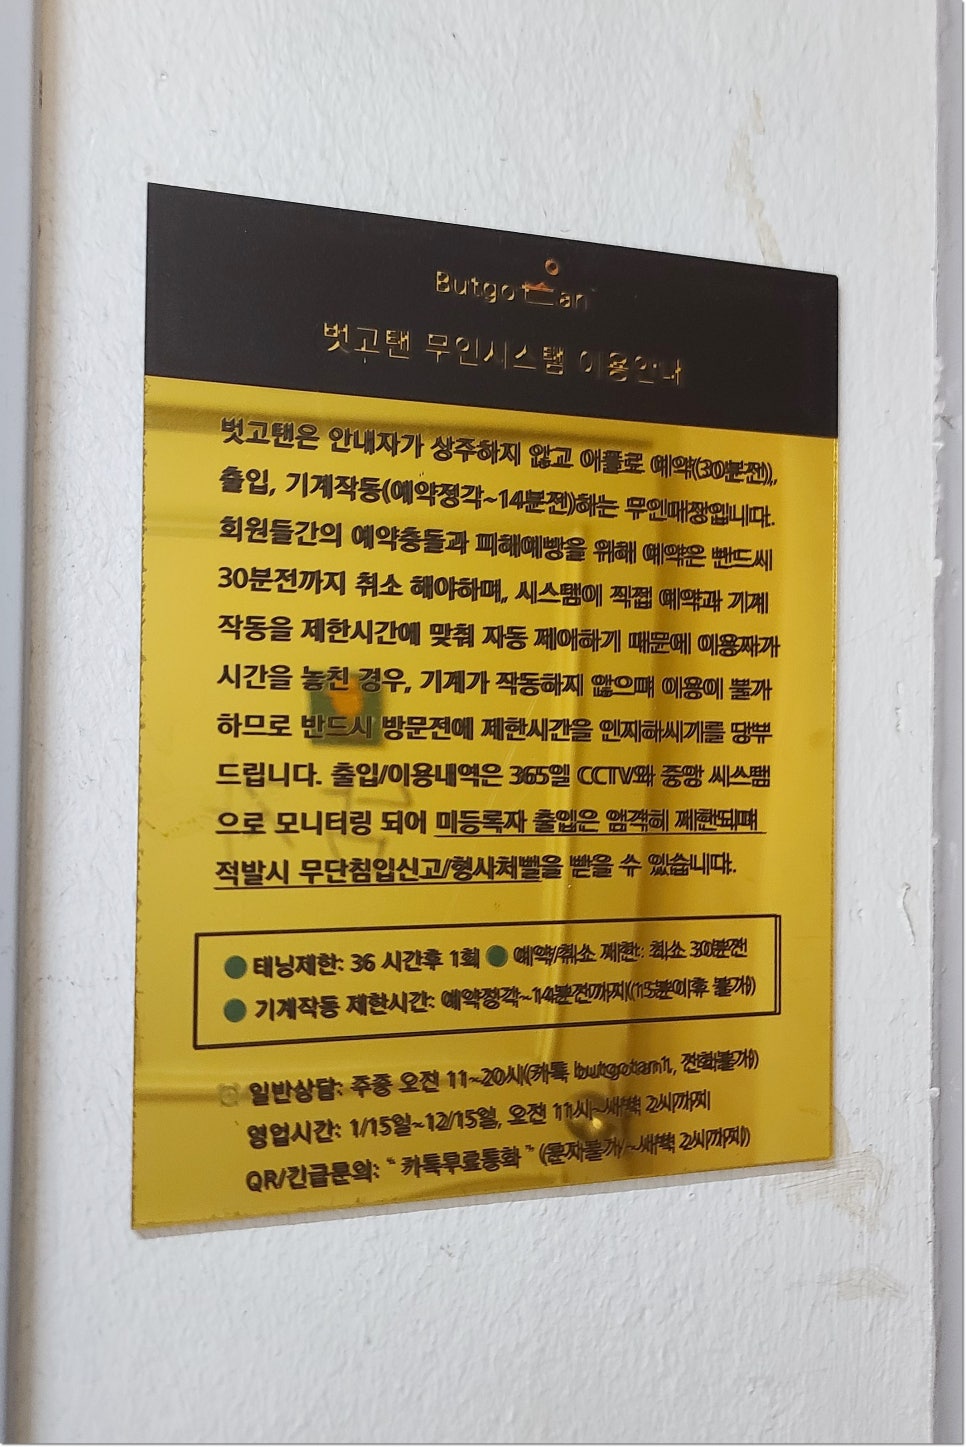 Butgotan
벗고탠 무인시스템 이용안내
벗고탠은 안내자가 상주하지 않고 어플로 예약(30분전),
출입, 기계작동(예약정각~14분전)하는 무인매장입니다.
회원들간의 예약충돌과 피해예방을 위해 예약은 반드시
30분전까지 취소 해야하며, 시스템이 직접 예약과 기계
작동을 제한시간에 맞춰 자동 제어하기 때문에 이용자가
시간을 놓친 경우, 기계가 작동하지 않으며 이용이 불가
하므로 반드시 방문전에 제한시간을 당부
드립니다. 출입/이용내역은 365일 CCTV와 중앙 시스템
으로 모니터링 되어 미등록자 출입은 엄격히 제한되며
적발시 무단침입신고/형사처벌을 받을 수 있습니다.
태닝제한: 36 시간후 1회 예약/취소 제한: 최소 30분전
기계작동 제한시간: 예약정각~14분전까지(15분이후 불가)
일반상담: 주중 오전 11~20시(카톡 butgotan1, 전화불가)
영업시간: 1/15일~12/15일, 오전 11시~새벽 2시까지
QR/긴급문의: “ 카톡무료통화 ” (문자불가/~새벽 2시까지)